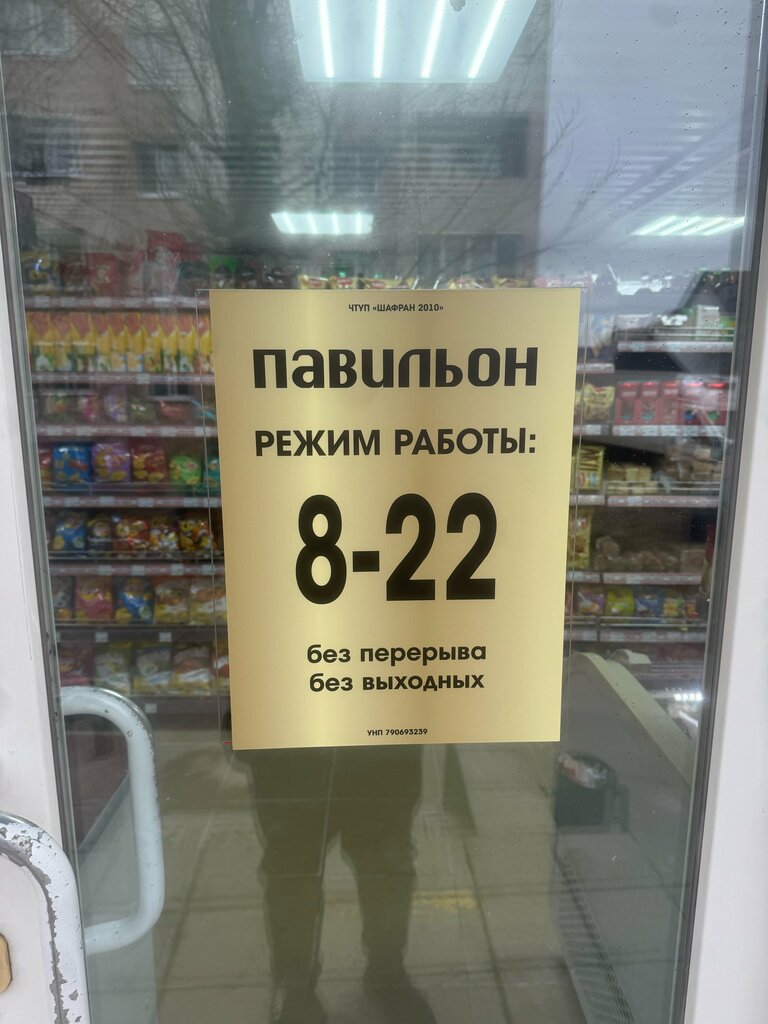 ЧТУП «ШАФРАН 2010»
ПАВИЛЬОН
РЕЖИМ РАБОТЫ:
8-22
без перерыва
без выходных
УНП 790693239